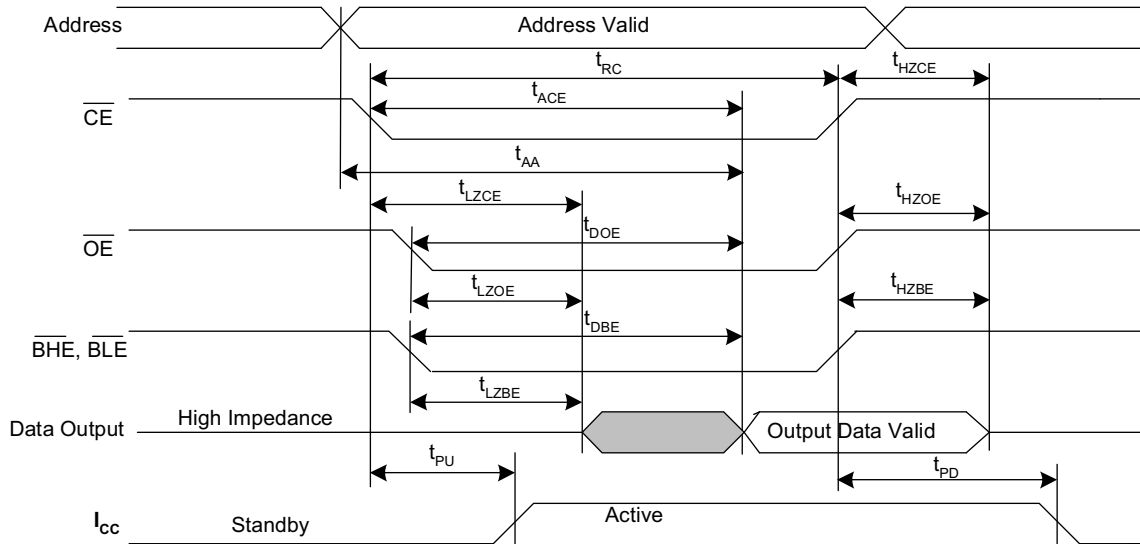 Address
Address Valid
tRC
tHZCE
tACE
CE
tAA
tLZCE
tHZOE
OE
tDOE
tLZOE
tHZBE
tDBE
BHE, BLE
tLZBE
High Impedance
Data Output
Output Data Valid
tPU
tPD
ICC
Standby
Active